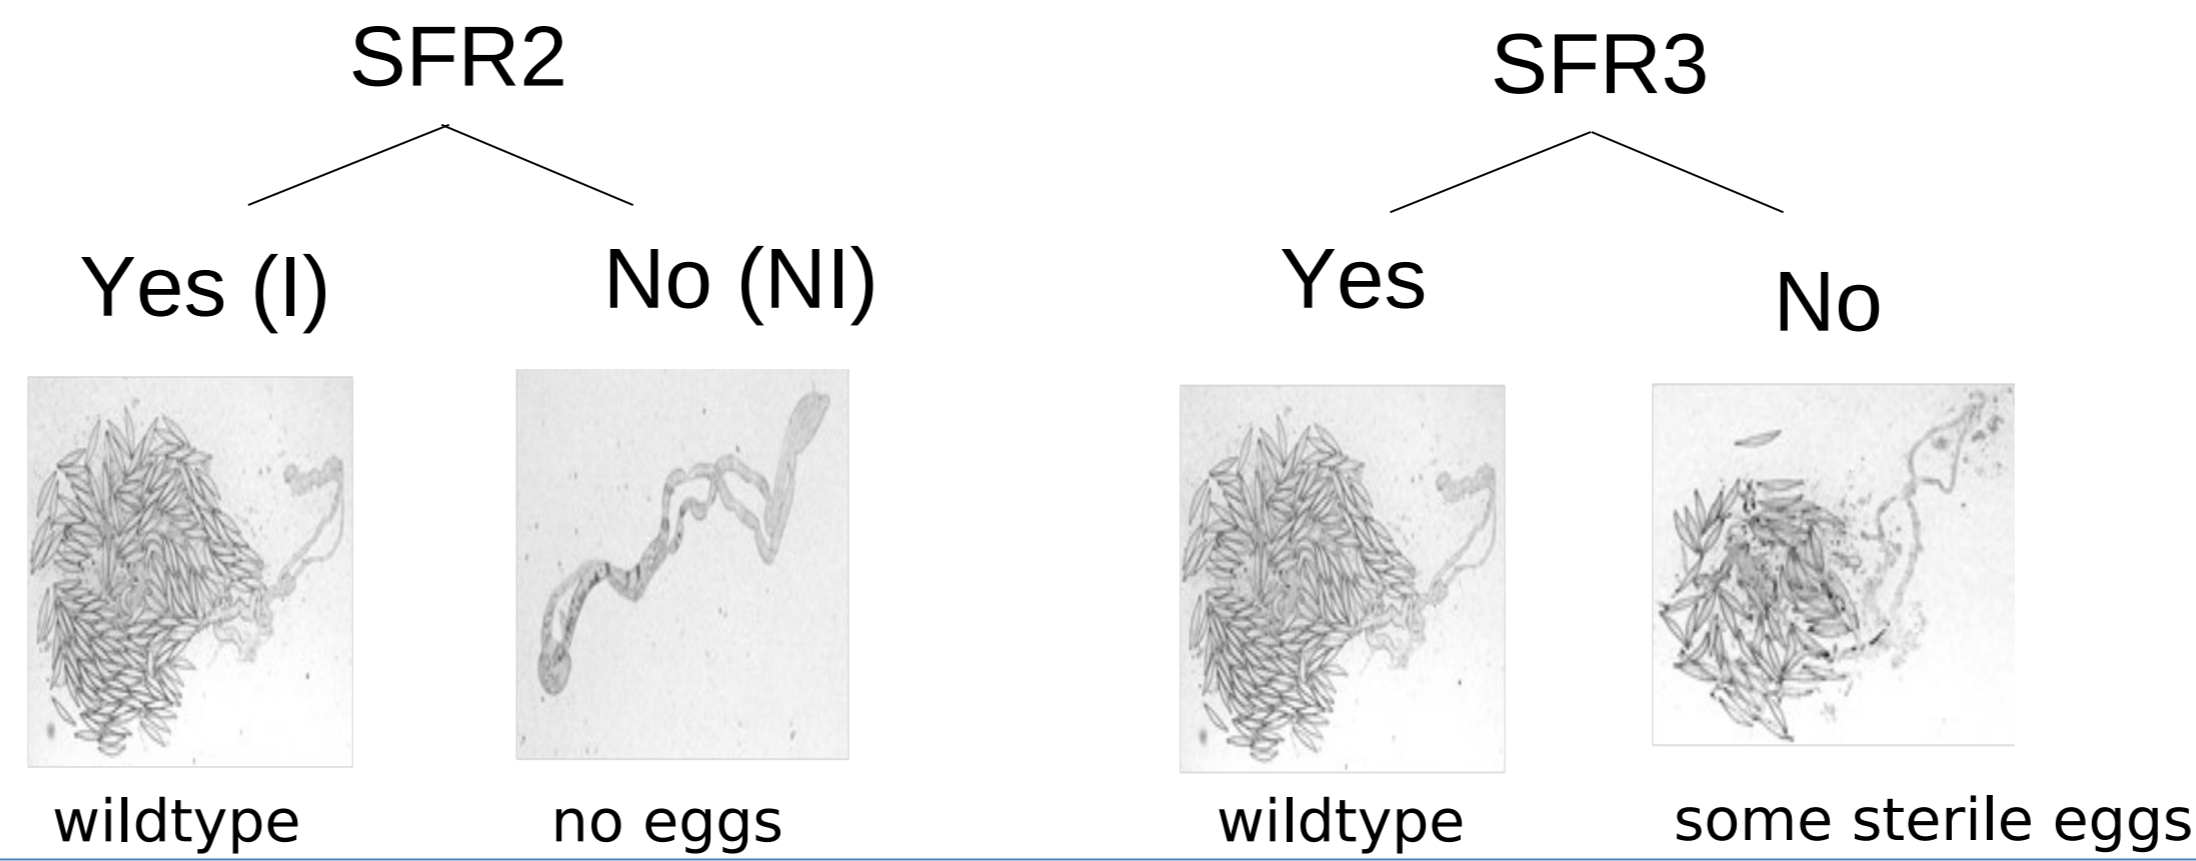 SFR2
SFR3
Yes (I)
No (NI)
Yes
No
wildtype
no eggs
wildtype
some sterile eggs